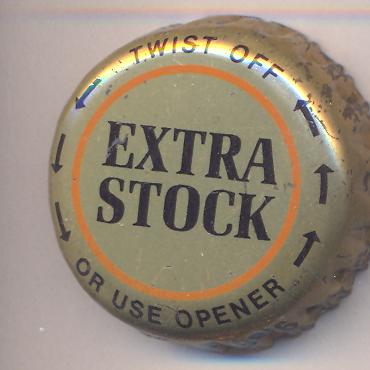 TWIST OFF
EXTRA
STOCK
OR USE OPENER